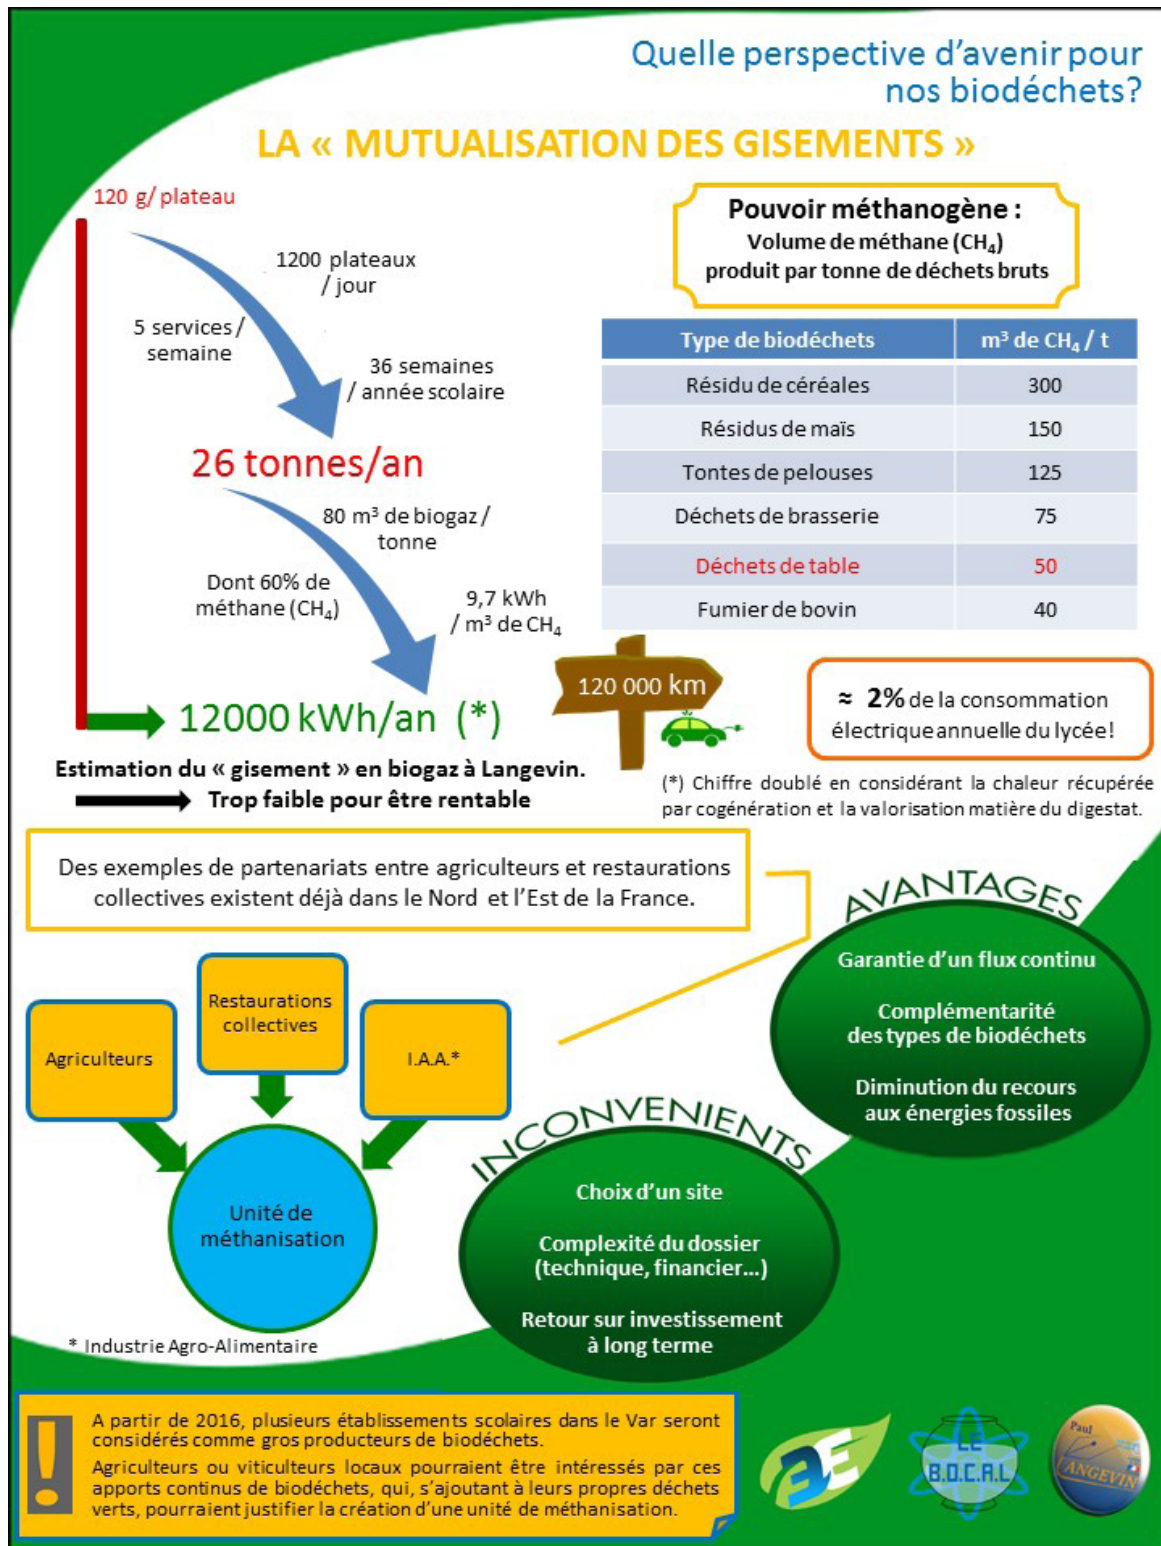 Quelle perspective d’avenir pour
nos biodéchets?
LA « MUTUALISATION DES GISEMENTS »
120 g/ plateau
1200 plateaux
/ jour
5 services /
semaine
36 semaines
/ année scolaire
26 tonnes/an
80 m³ de biogaz /
tonne
Dont 60% de
méthane (CH₄)
9,7 kWh
/ m³ de CH₄
12000 kWh/an (*)
Estimation du « gisement » en biogaz à Langevin.
Trop faible pour être rentable
Pouvoir méthanogène :
Volume de méthane (CH₄)
produit par tonne de déchets bruts
Type de biodéchets m³ de CH₄ / t
Résidu de céréales 300
Résidus de maïs 150
Tontes de pelouses 125
Déchets de brasserie 75
Déchets de table 50
Fumier de bovin 40
120 000 km
≈ 2% de la consommation
électrique annuelle du lycée!
(*) Chiffre doublé en considérant la chaleur récupérée
par cogénération et la valorisation matière du digestat.
Des exemples de partenariats entre agriculteurs et restaurations
collectives existent déjà dans le Nord et l’Est de la France.
AVANTAGES
Garantie d’un flux continu
Complémentarité
des types de biodéchets
Diminution du recours
aux énergies fossiles
Agriculteurs
Restaurations
collectives
I.A.A.*
Unité de
méthanisation
* Industrie Agro-Alimentaire
INCONVENIENTS
Choix d’un site
Complexité du dossier
(technique, financier...)
Retour sur investissement
à long terme
A partir de 2016, plusieurs établissements scolaires dans le Var seront
considérés comme gros producteurs de biodéchets.
Agriculteurs ou viticulteurs locaux pourraient être intéressés par ces
apports continus de biodéchets, qui, s’ajoutant à leurs propres déchets
verts, pourraient justifier la création d’une unité de méthanisation.
LE
B.O.C.A.L
Paul
LANGEVIN